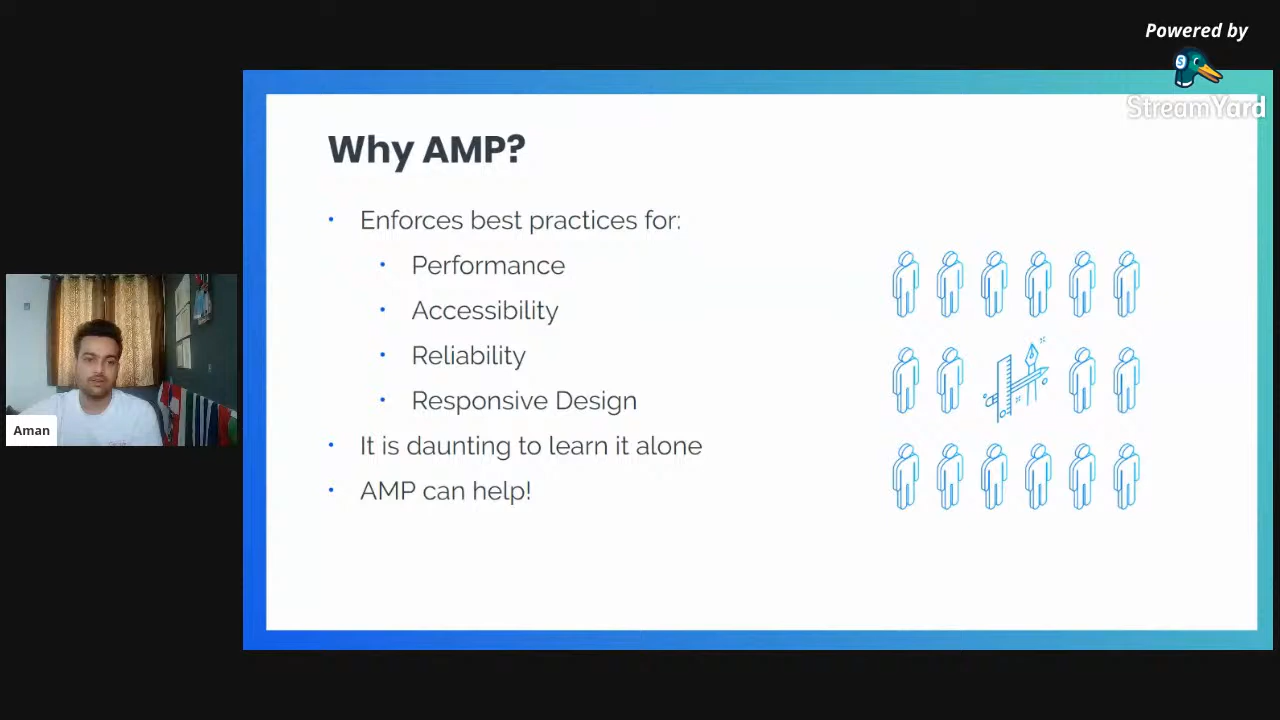 Powered by
StreamYard
Why AMP?
• Enforces best practices for:
• Performance
• Accessibility
• Reliability
• Responsive Design
• It is daunting to learn it alone
• AMP can help!
Aman